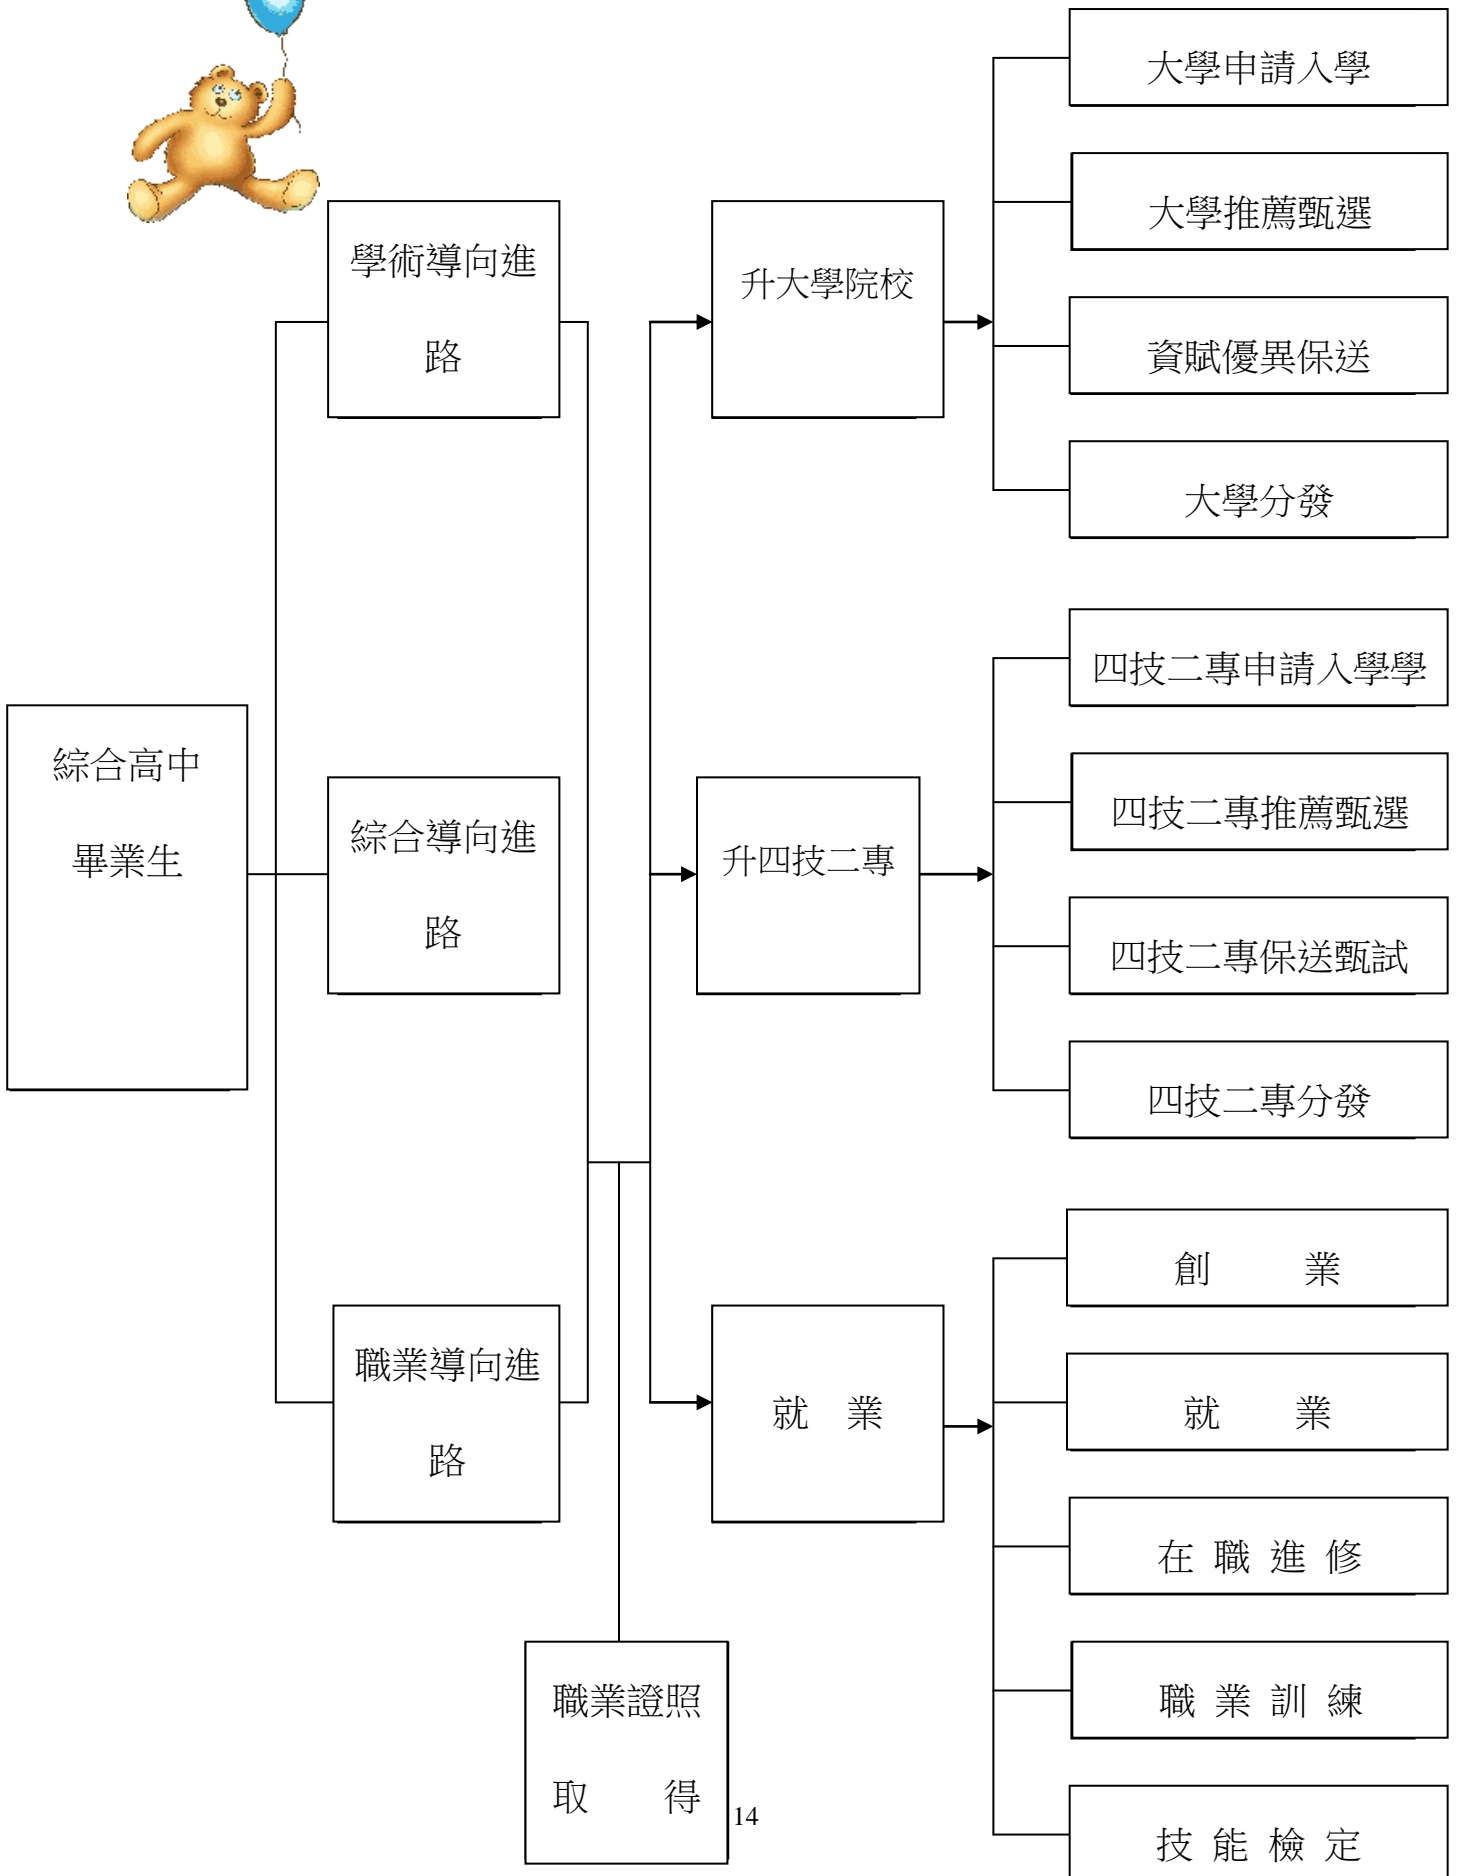 綜合高中
畢業生
學術導向進
路
綜合導向進
路
職業導向進
路
職業證照
取　　得
升大學院校
升四技二專
就　業
大學申請入學
大學推薦甄選
資賦優異保送
大學分發
四技二專申請入學學
四技二專推薦甄選
四技二專保送甄試
四技二專分發
創　　業
就　　業
在 職 進 修
職 業 訓 練
技 能 檢 定
14